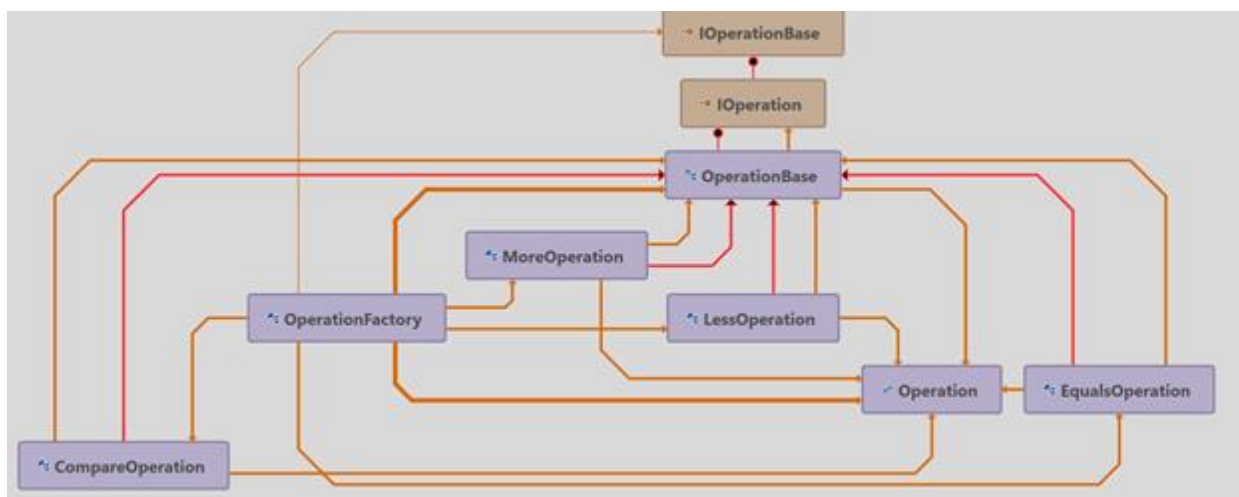 IOperationBase
IOperation
OperationBase
MoreOperation
OperationFactory
LessOperation
Operation
EqualsOperation
CompareOperation